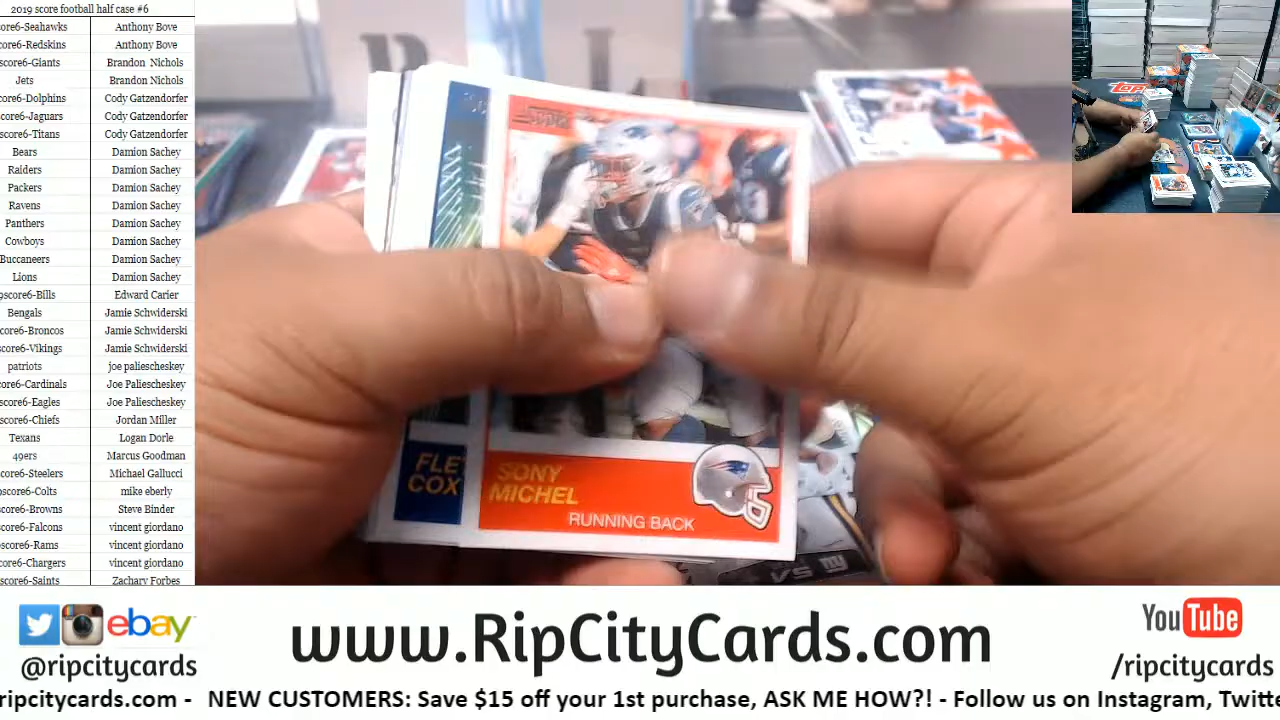 2019 score football half case #6
ore6-Seahawks Anthony Bove
core6-Redskins Anthony Bove
score6-Giants Brandon Nichols
Jets Brandon Nichols
ore6-Dolphins Cody Gatzendorfer
core6-Jaguars Cody Gatzendorfer
score6-Titans Cody Gatzendorfer
Bears Damion Sachey
Raiders Damion Sachey
Packers Damion Sachey
Ravens Damion Sachey
Panthers Damion Sachey
Cowboys Damion Sachey
Buccaneers Damion Sachey
Lions Damion Sachey
9score6-Bills Edward Carier
Bengals Jamie Schwiderski
core6-Broncos Jamie Schwiderski
core6-Vikings Jamie Schwiderski
patriots joe paliescheskey
core6-Cardinals Joe Paliescheskey
core6-Eagles Joe Paliescheskey
score6-Chiefs Jordan Miller
Texans Logan Dorle
49ers Marcus Goodman
score6-Steelers Michael Gallucci
score6-Colts mike eberly
core6-Browns Steve Binder
core6-Falcons vincent giordano
score6-Rams vincent giordano
core6-Chargers vincent giordano
score6-Saints Zachary Forbes
SCORE
FLE
COX
SONY
MICHEL
RUNNING BACK
VS
ebay
@ripcitycards
www.RipCityCards.com
YouTube
/ripcitycards
ripcitycards.com - NEW CUSTOMERS: Save $15 off your 1st purchase, ASK ME HOW?! - Follow us on Instagram, Twitte